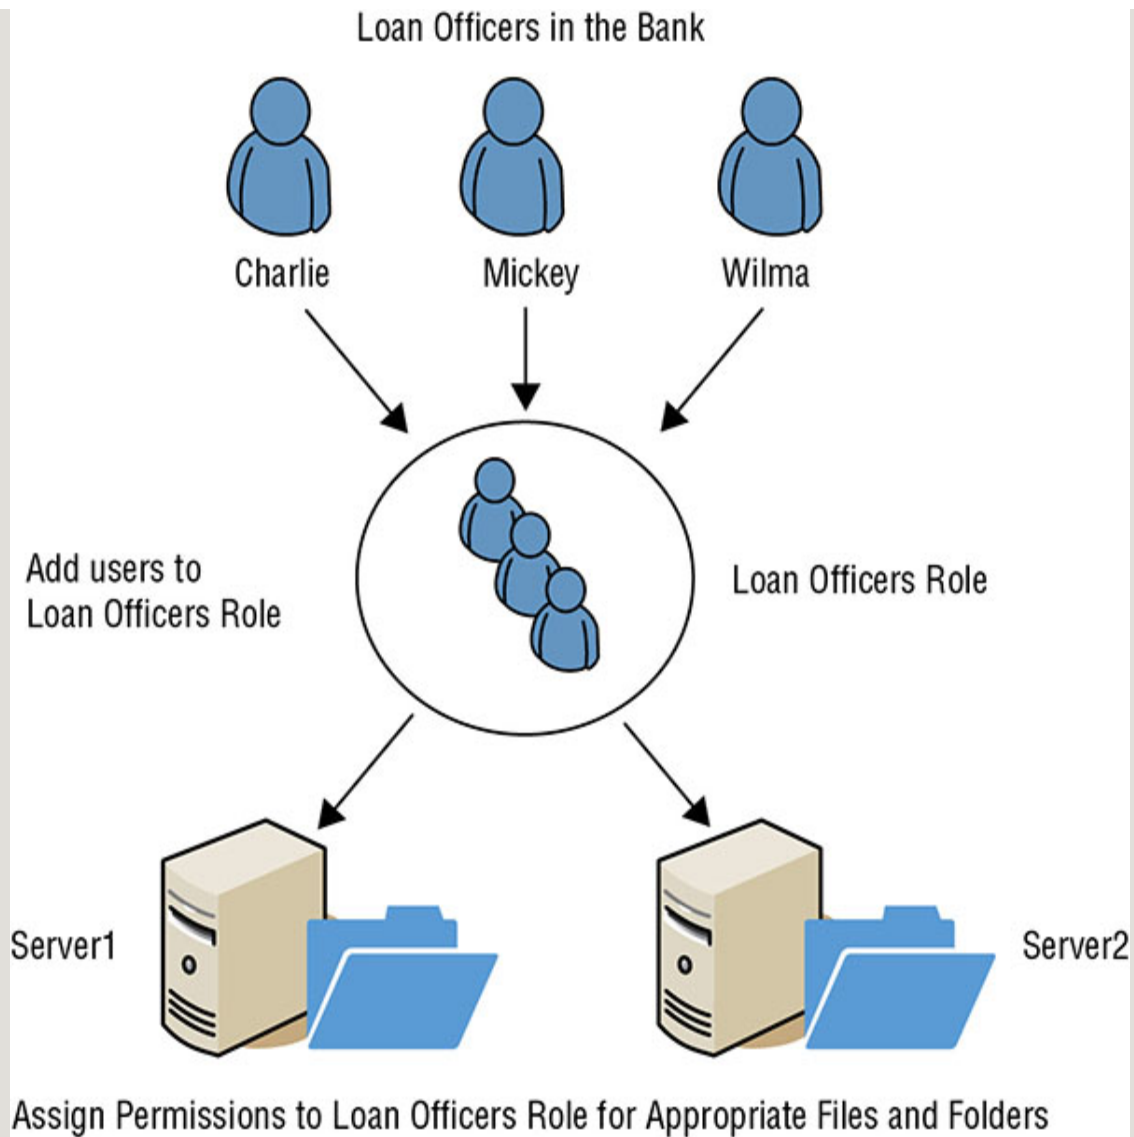 Loan Officers in the Bank
Charlie
Mickey
Wilma
Add users to
Loan Officers Role
Loan Officers Role
Server1
Server2
Assign Permissions to Loan Officers Role for Appropriate Files and Folders